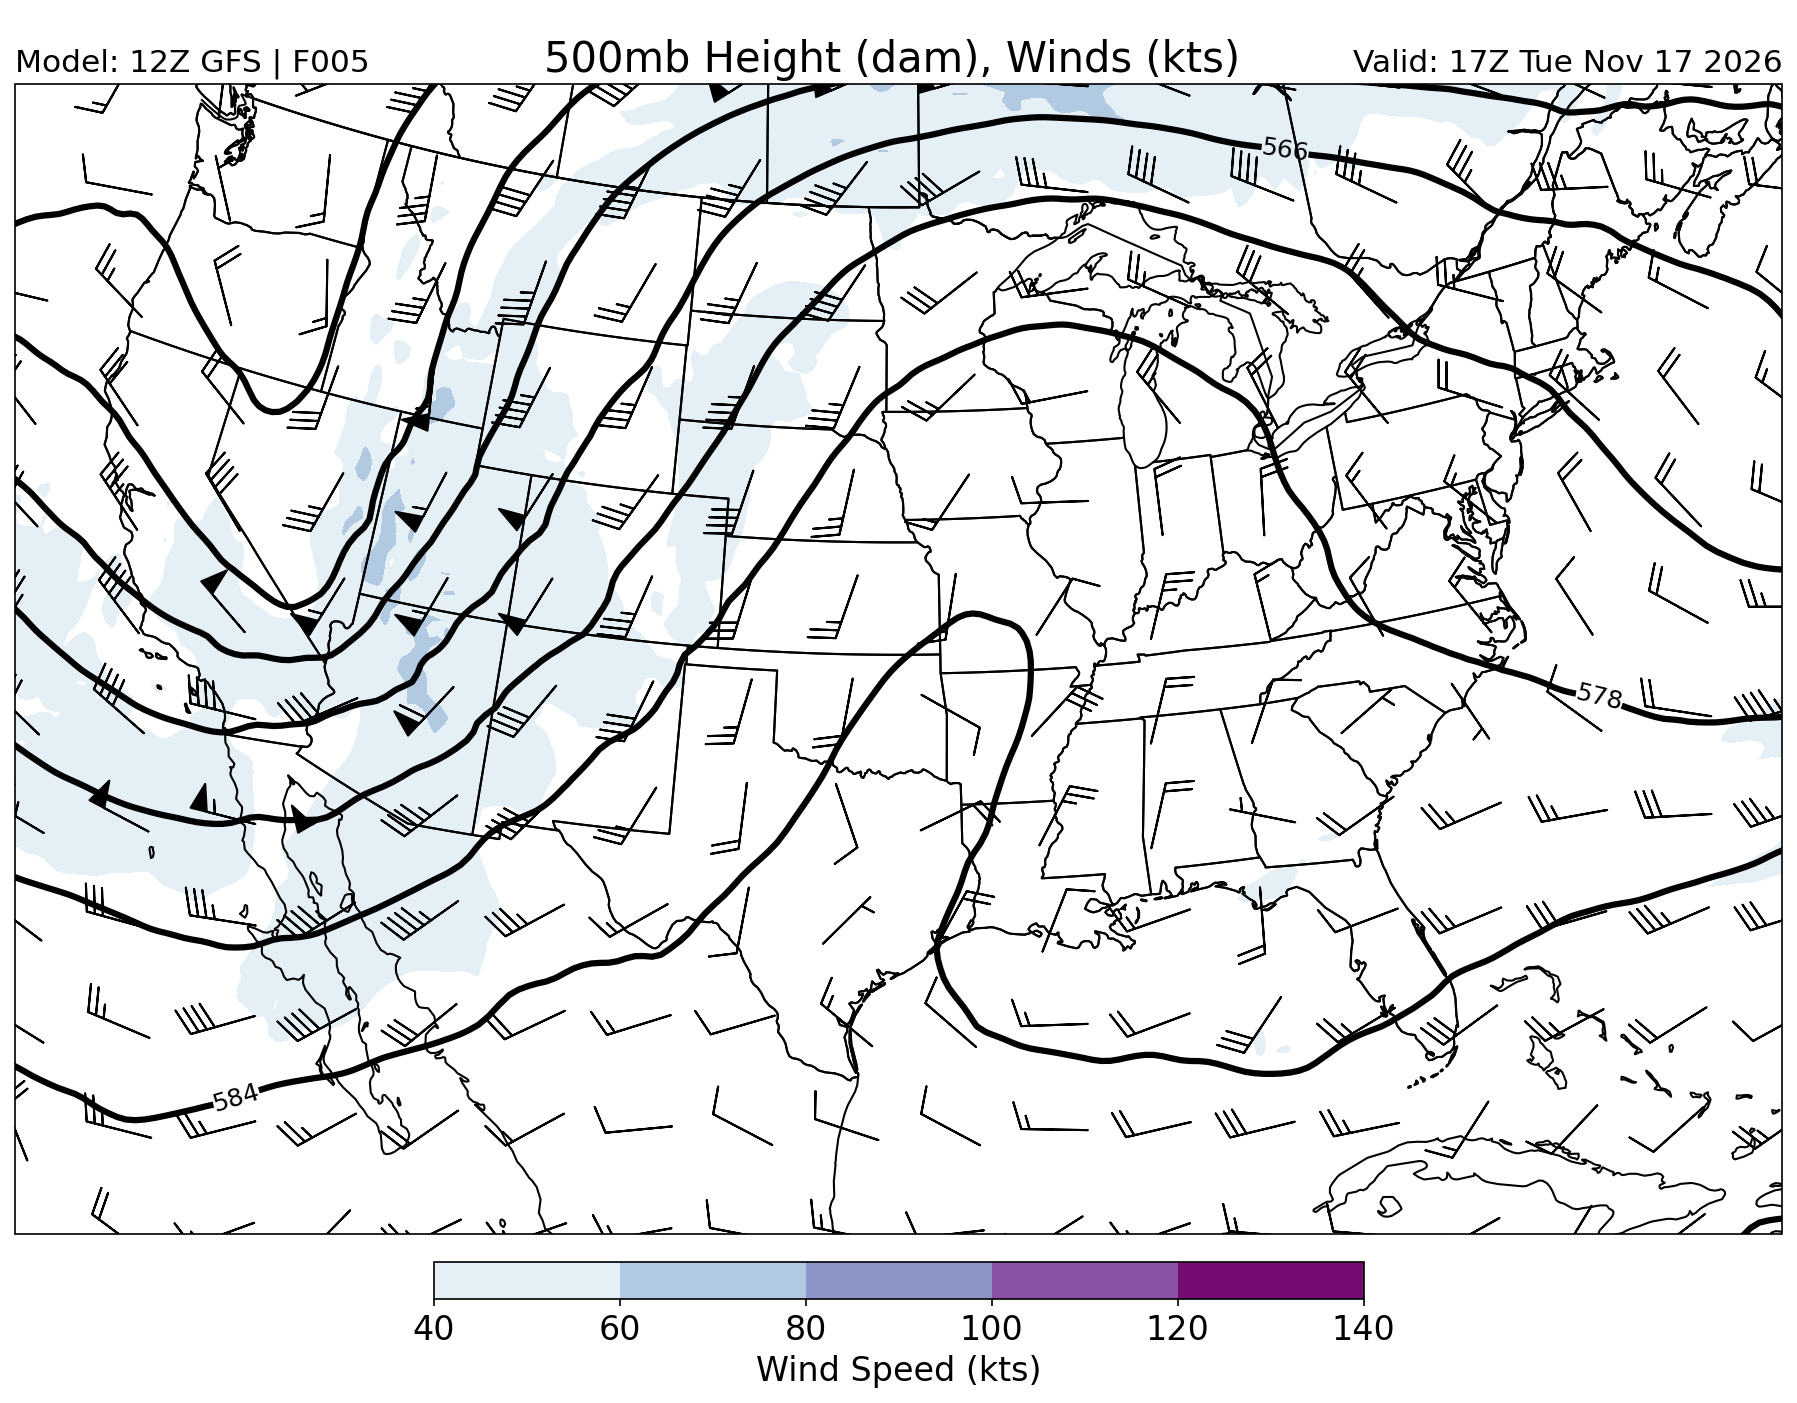 Model: 12Z GFS | F005
500mb Height (dam), Winds (kts)
Valid: 17Z Tue Nov 17 2026
566
578
584
40 60 80 100 120 140
Wind Speed (kts)